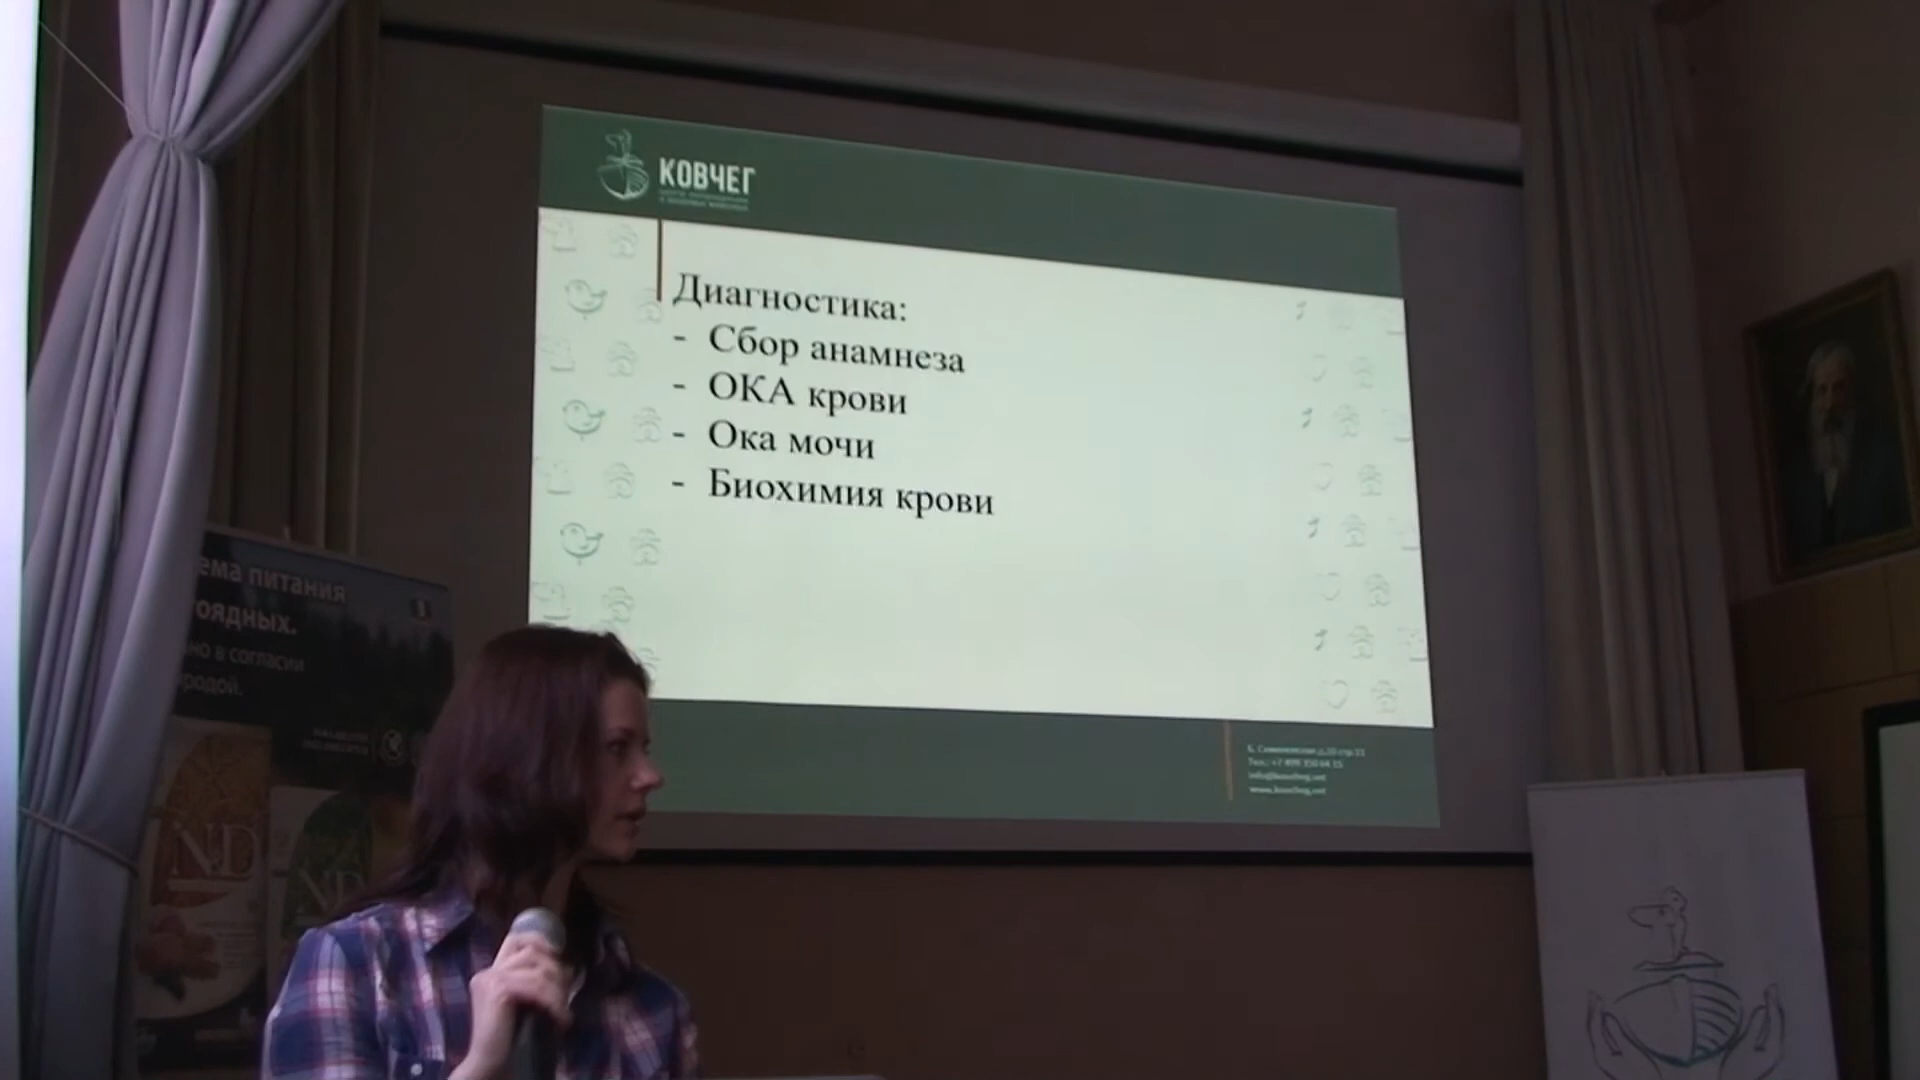 КОВЧЕГ
Диагностика:
- Сбор анамнеза
- ОКА крови
- Ока мочи
- Биохимия крови
ема питания
оядных.
но в согласии
родой.
ND
ND